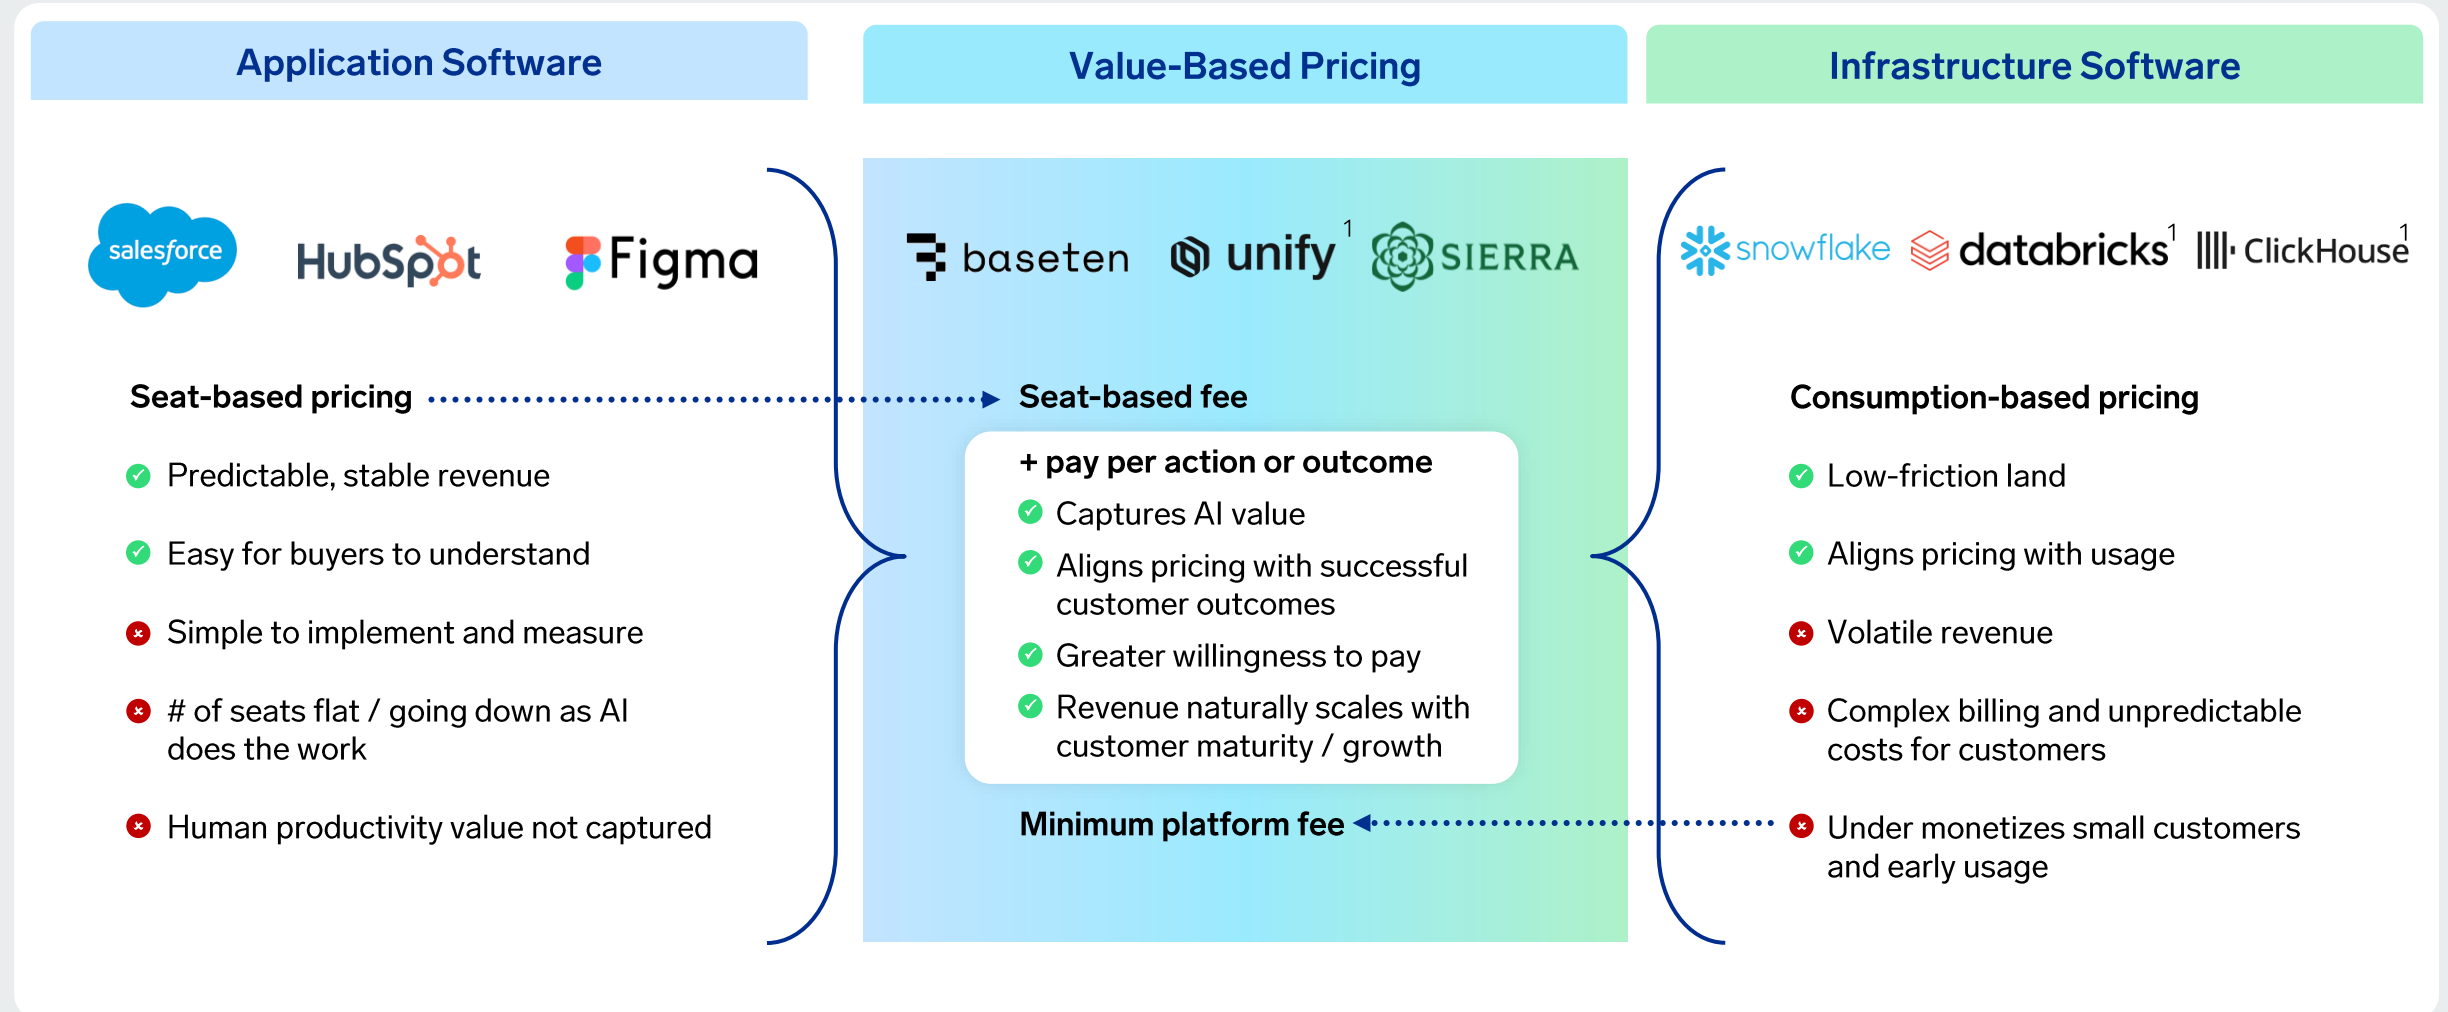 Application Software
Value-Based Pricing
Infrastructure Software
salesforce
HubSpot
Figma
baseten
unify 1
SIERRA
snowflake
databricks 1
ClickHouse 1
Seat-based pricing
Predictable, stable revenue
Easy for buyers to understand
Simple to implement and measure
# of seats flat / going down as AI
does the work
Human productivity value not captured
Seat-based fee
+ pay per action or outcome
Captures AI value
Aligns pricing with successful
customer outcomes
Greater willingness to pay
Revenue naturally scales with
customer maturity / growth
Minimum platform fee
Consumption-based pricing
Low-friction land
Aligns pricing with usage
Volatile revenue
Complex billing and unpredictable
costs for customers
Under monetizes small customers
and early usage